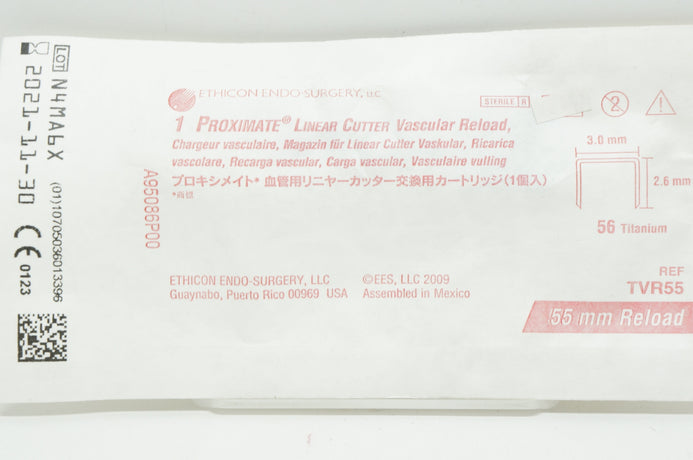 ETHICON ENDO-SURGERY, LLC
STERILE R
1 PROXIMATE® LINEAR CUTTER Vascular Reload,
Chargeur vasculaire, Magazin für Linear Cutter Vaskular, Ricarica
vascolare, Recarga vascular, Carga vascular, Vasculaire vulling
プロキシメイト* 血管用リニヤーカッター交換用カートリッジ(1個入)
*商標
3.0 mm
2.6 mm
56 Titanium
ETHICON ENDO-SURGERY, LLC
Guaynabo, Puerto Rico 00969 USA
©EES, LLC 2009
Assembled in Mexico
REF
TVR55
55 mm Reload
A95086P00
LOT N4MA6X
2021-11-30
(01)10705036013396
CE 0123
2